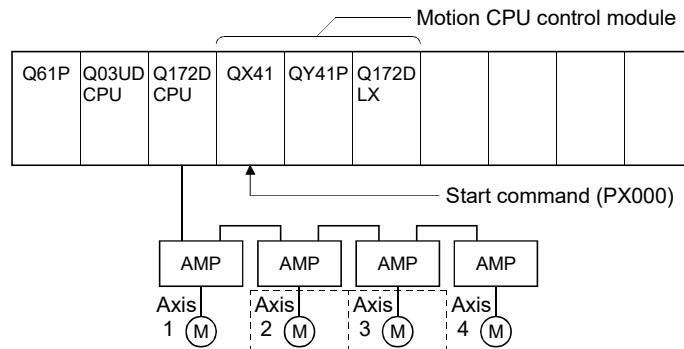 Motion CPU control module
Q61P Q03UD Q172D QX41 QY41P Q172D
CPU CPU LX
Start command (PX000)
AMP AMP AMP AMP
Axis Axis Axis Axis
1 M 2 M 3 M 4 M